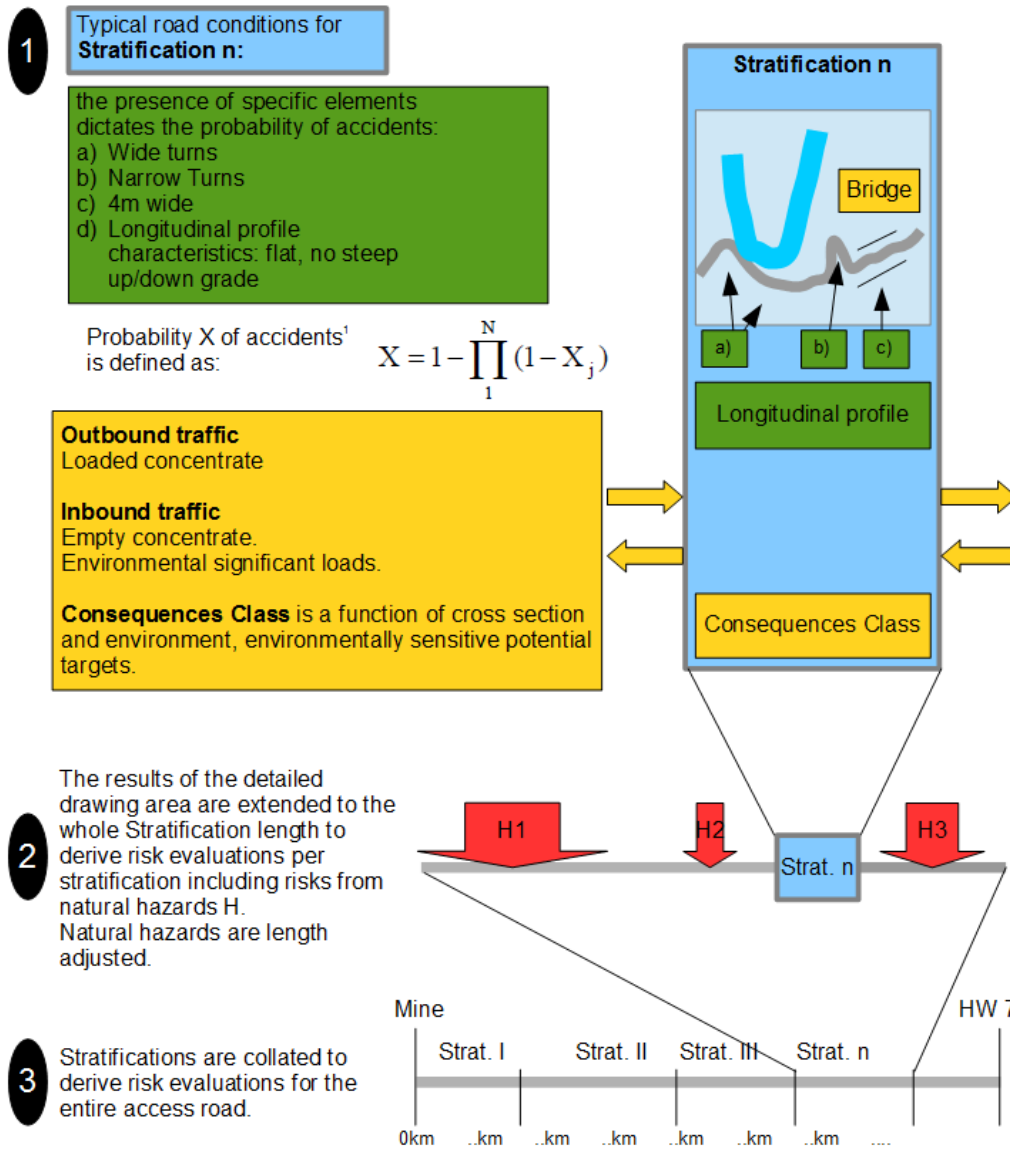 1
Typical road conditions for
Stratification n:
the presence of specific elements
dictates the probability of accidents:
a) Wide turns
b) Narrow Turns
c) 4m wide
d) Longitudinal profile
characteristics: flat, no steep
up/down grade
Probability X of accidents¹
is defined as:
X = 1 − ∏ (1 − X j)
N
1
Outbound traffic
Loaded concentrate
Inbound traffic
Empty concentrate.
Environmental significant loads.
Consequences Class is a function of cross section
and environment, environmentally sensitive potential
targets.
Stratification n
Bridge
a)
b)
c)
Longitudinal profile
Consequences Class
2
The results of the detailed
drawing area are extended to the
whole Stratification length to
derive risk evaluations per
stratification including risks from
natural hazards H.
Natural hazards are length
adjusted.
H1
H2
H3
Strat. n
3
Stratifications are collated to
derive risk evaluations for the
entire access road.
Mine
HW 7
Strat. I
Strat. II
Strat. III
Strat. n
0km ..km ..km ..km ..km ..km ..km ....